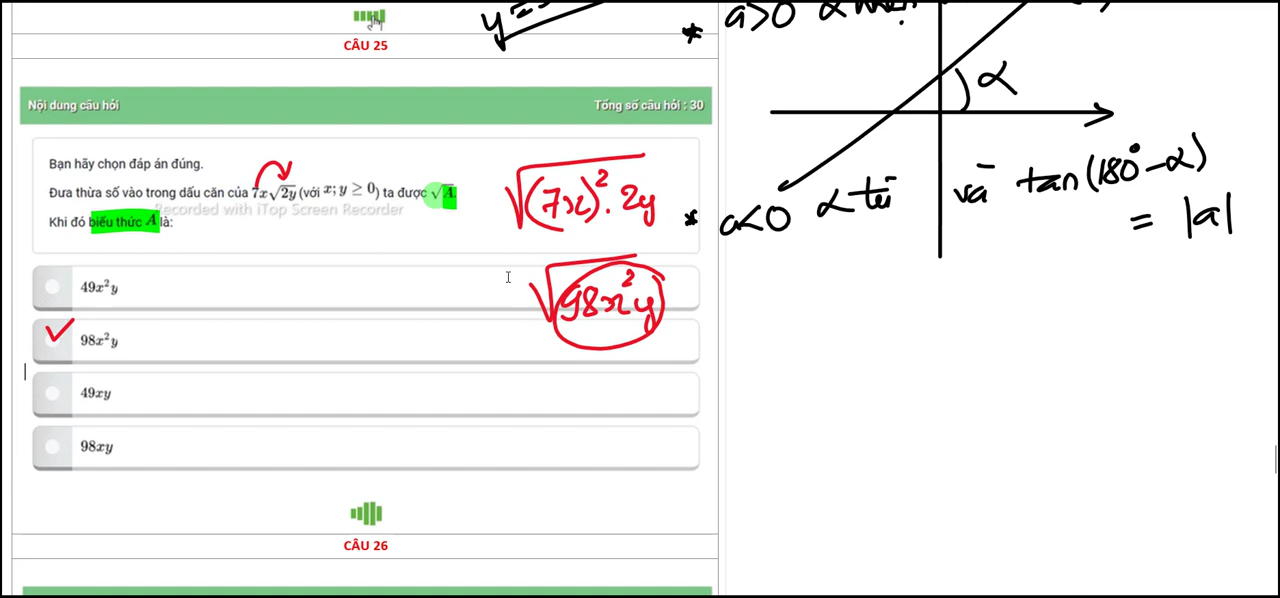 y =
CÂU 25
Nội dung câu hỏi
Tổng số câu hỏi : 30
Bạn hãy chọn đáp án đúng.
Đưa thừa số vào trong dấu căn của 7x√2y (với x; y ≥ 0) ta được √A.
Recorded with iTop Screen Recorder
Khi đó biểu thức A là:
49x²y
98x²y
49xy
98xy
CÂU 26
√(7x)².2y
√98x²y
* a>0 α
α
* a<0 α tù và tan(180°-α)
= |a|